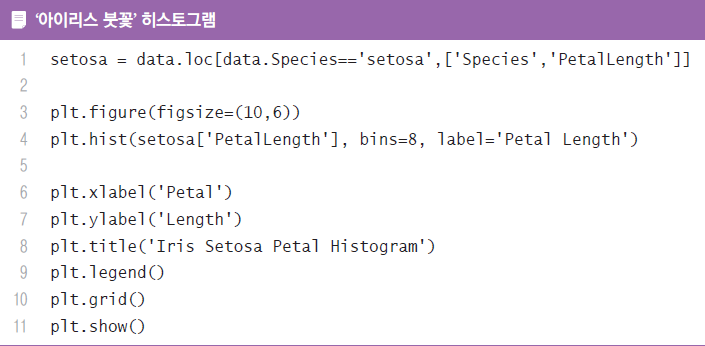 ‘아이리스 붓꽃’ 히스토그램
1 setosa = data.loc[data.Species=='setosa',['Species','PetalLength']]
2
3 plt.figure(figsize=(10,6))
4 plt.hist(setosa['PetalLength'], bins=8, label='Petal Length')
5
6 plt.xlabel('Petal')
7 plt.ylabel('Length')
8 plt.title('Iris Setosa Petal Histogram')
9 plt.legend()
10 plt.grid()
11 plt.show()